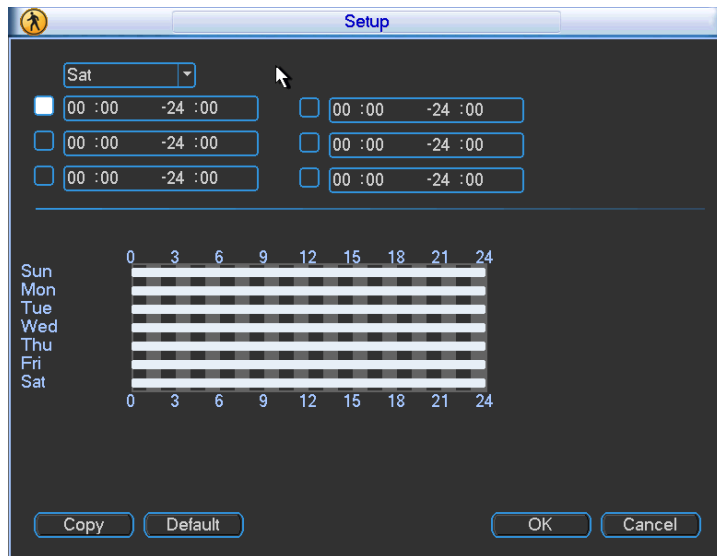 Setup
Sat
00 :00 -24 :00 00 :00 -24 :00
00 :00 -24 :00 00 :00 -24 :00
00 :00 -24 :00 00 :00 -24 :00
0 3 6 9 12 15 18 21 24
Sun
Mon
Tue
Wed
Thu
Fri
Sat
0 3 6 9 12 15 18 21 24
Copy Default OK Cancel